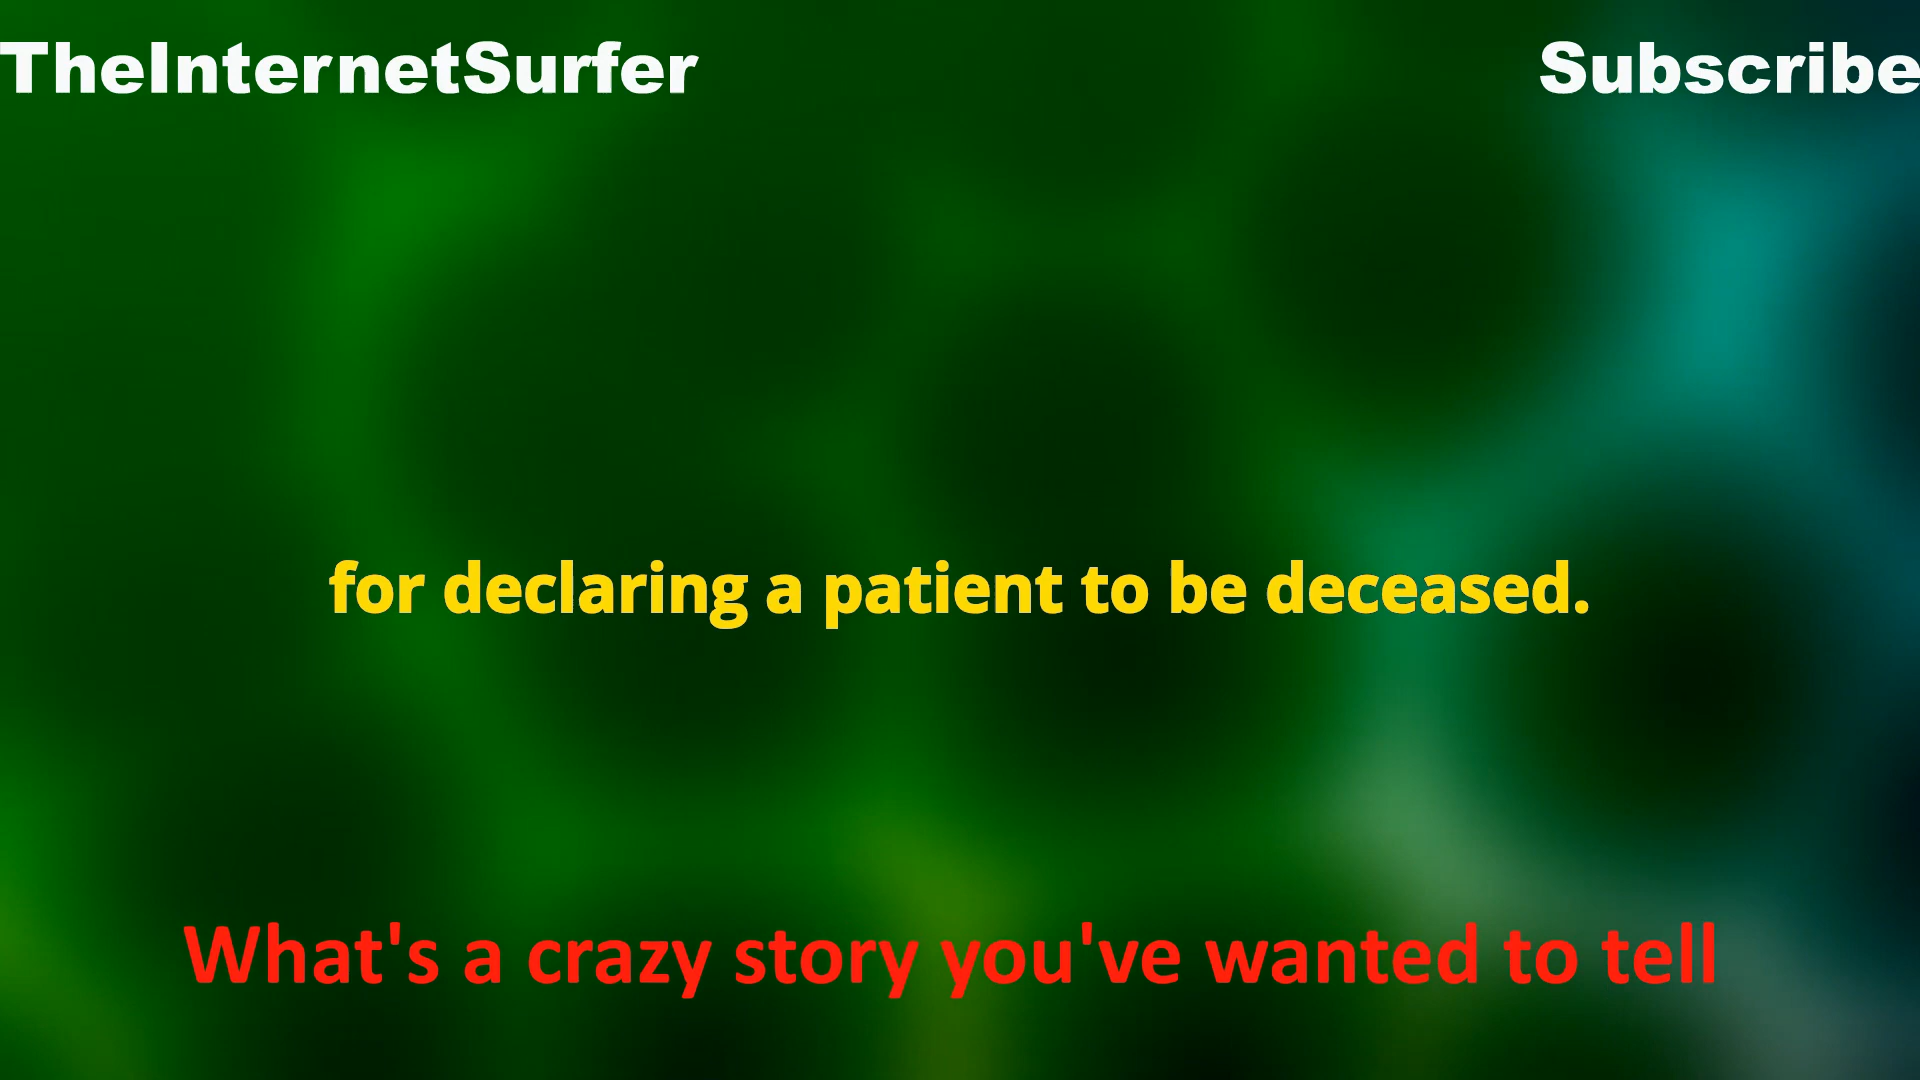 TheInternetSurfer
Subscribe
for declaring a patient to be deceased.
What's a crazy story you've wanted to tell